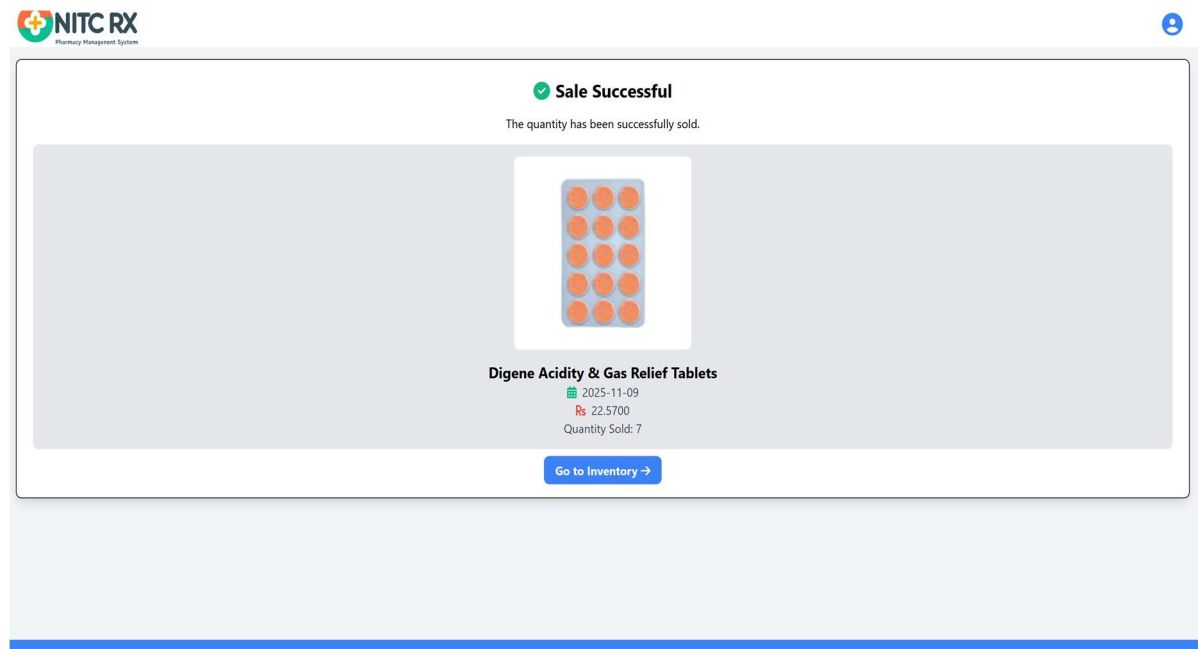 NITC RX
Pharmacy Management System
Sale Successful
The quantity has been successfully sold.
Digene Acidity & Gas Relief Tablets
2025-11-09
Rs 22.5700
Quantity Sold: 7
Go to Inventory →